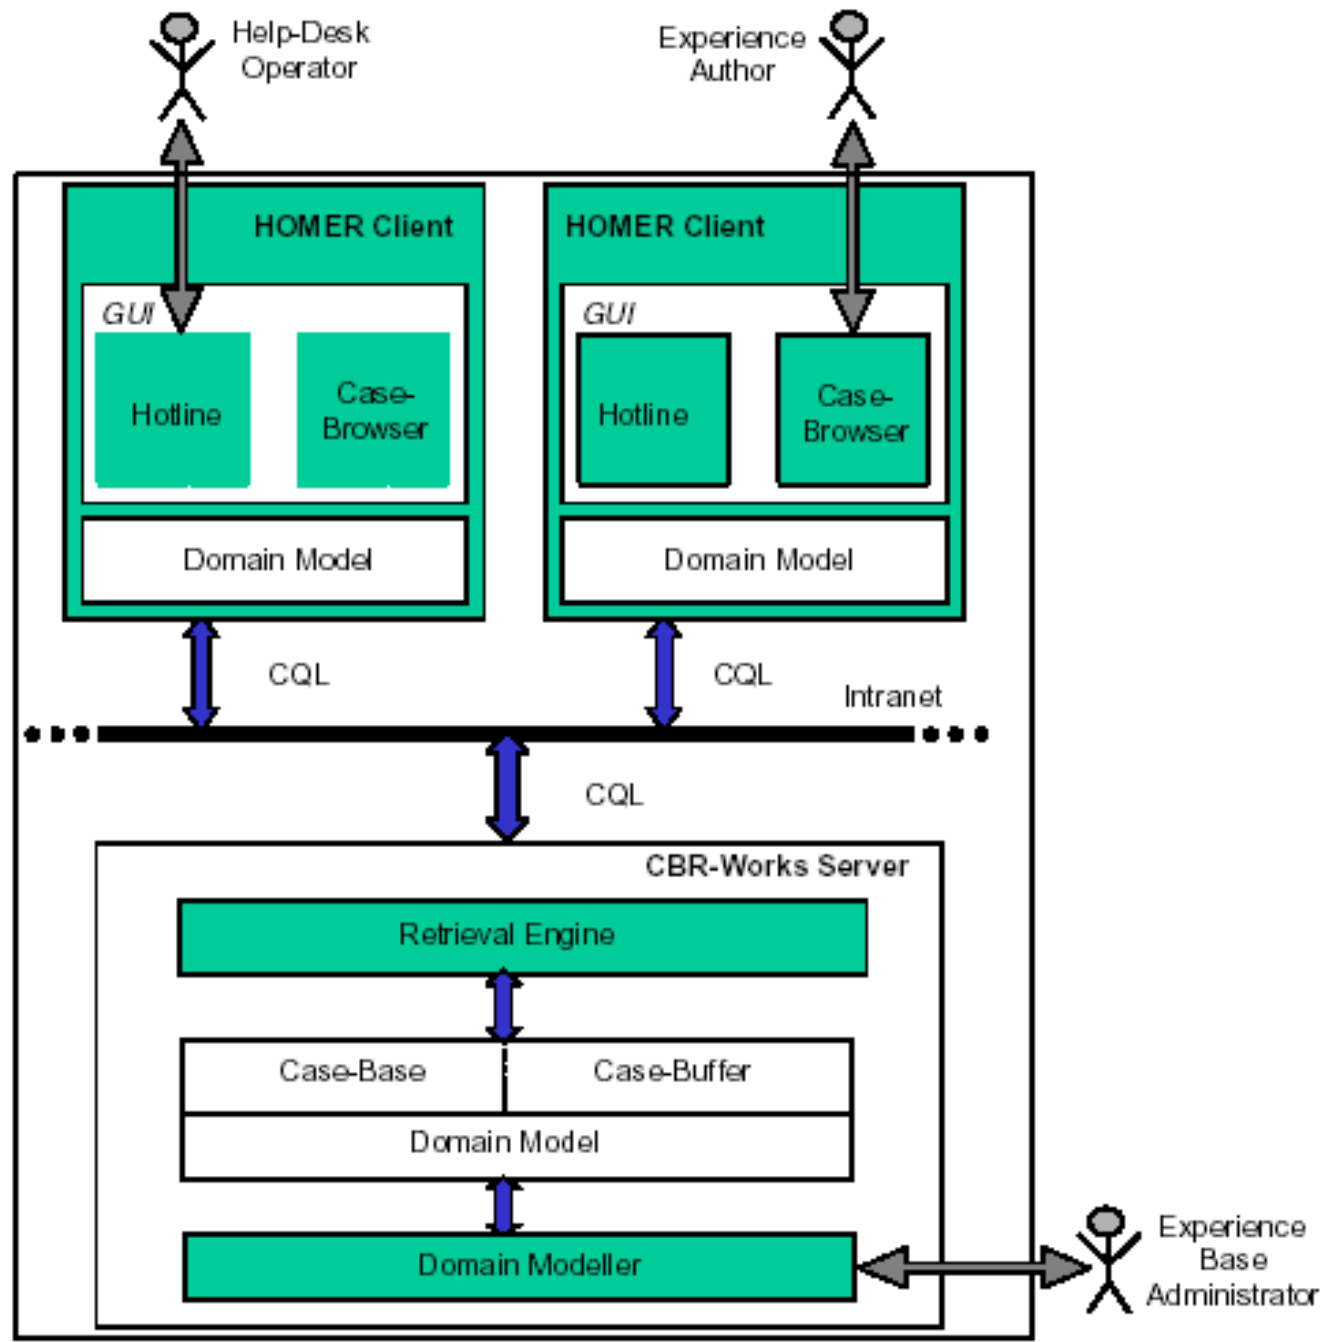 Help-Desk
Operator
Experience
Author
HOMER Client
HOMER Client
GUI
GUI
Hotline
Case-
Browser
Hotline
Case-
Browser
Domain Model
Domain Model
CQL
CQL
Intranet
CQL
CBR-Works Server
Retrieval Engine
Case-Base
Case-Buffer
Domain Model
Domain Modeller
Experience
Base
Administrator